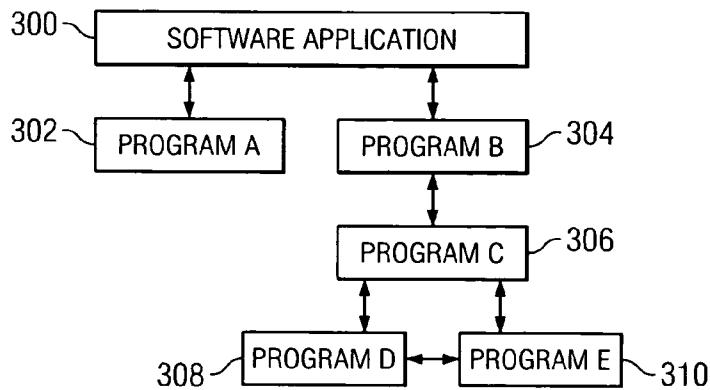 300
SOFTWARE APPLICATION
302
PROGRAM A
PROGRAM B
304
PROGRAM C
306
308
PROGRAM D
PROGRAM E
310